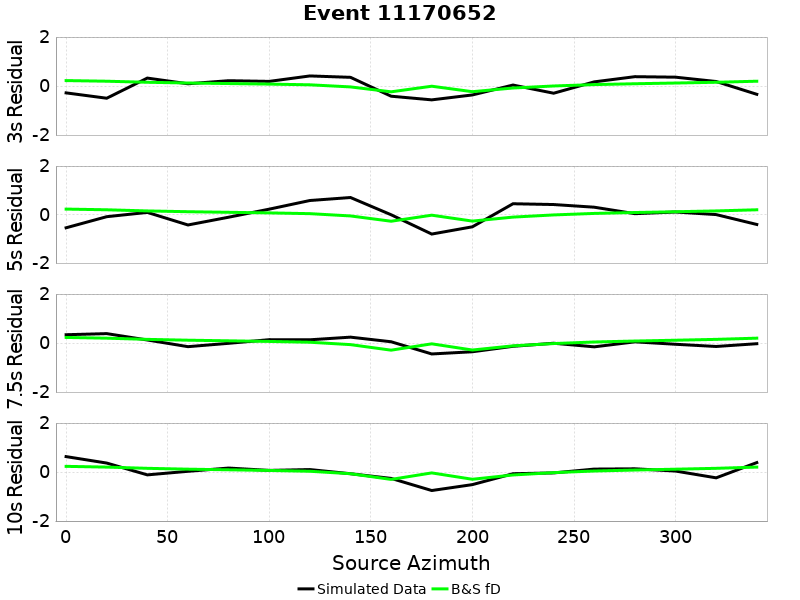 Event 11170652
3s Residual
2
0
-2
5s Residual
2
0
-2
7.5s Residual
2
0
-2
10s Residual
2
0
-2
0 50 100 150 200 250 300
Source Azimuth
Simulated Data B&S fD